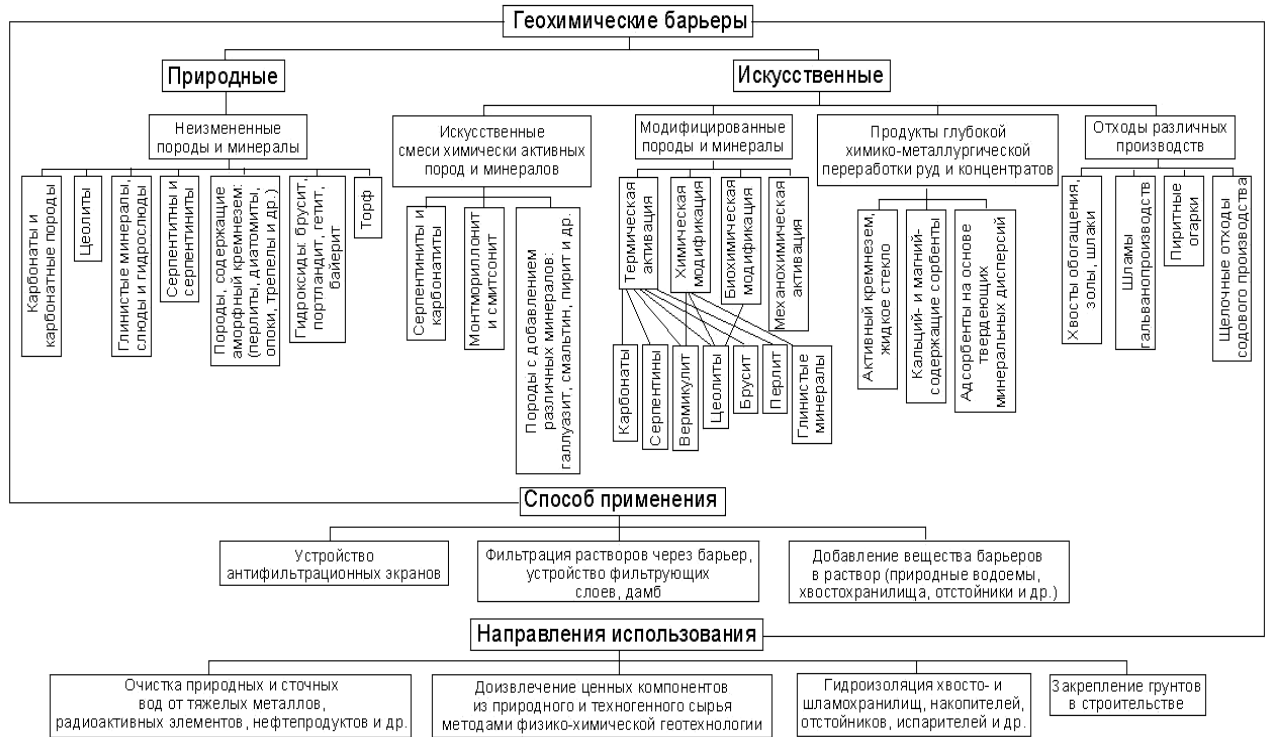 Геохимические барьеры
Природные
Искусственные
Неизмененные
породы и минералы
Искусственные
смеси химически активных
пород и минералов
Модифицированные
породы и минералы
Продукты глубокой
химико-металлургической
переработки руд и концентратов
Отходы различных
производств
Карбонаты и
карбонатные породы
Цеолиты
Глинистые минералы,
слюды и гидрослюды
Серпентитны и
серпентиниты
Породы, содержащие
аморфный кремнезем:
(перлиты, диатомиты,
опоки, трепелы и др.)
Гидроксиды: брусит,
портландит, гетит,
байерит
Торф
Серпентиниты и
карбонатиты
Монтмориллонит
и смитсонит
Породы с добавлением
различных минералов:
галлуазит, смальтин, пирит и др.
Термическая
активация
Химическая
модификация
Биохимическая
модификация
Механохимическая
активация
Карбонаты
Серпентины
Вермикулит
Цеолиты
Брусит
Перлит
Глинистые
минералы
Активный кремнезем,
жидкое стекло
Кальций- и магний-
содержащие сорбенты
Адсорбенты на основе
твердеющих
минеральных дисперсий
Хвосты обогащения,
золы, шлаки
Шламы
гальванопроизводств
Пиритные
огарки
Щелочные отходы
содового производства
Способ применения
Устройство
антифильтрационных экранов
Фильтрация растворов через барьер,
устройство фильтрующих
слоев, дамб
Добавление вещества барьеров
в раствор (природные водоемы,
хвостохранилища, отстойники и др.)
Направления использования
Очистка природных и сточных
вод от тяжелых металлов,
радиоактивных элементов, нефтепродуктов и др.
Доизвлечение ценных компонентов
из природного и техногенного сырья
методами физико-химической геотехнологии
Гидроизоляция хвосто- и
шламохранилищ, накопителей,
отстойников, испарителей и др.
Закрепление грунтов
в строительстве